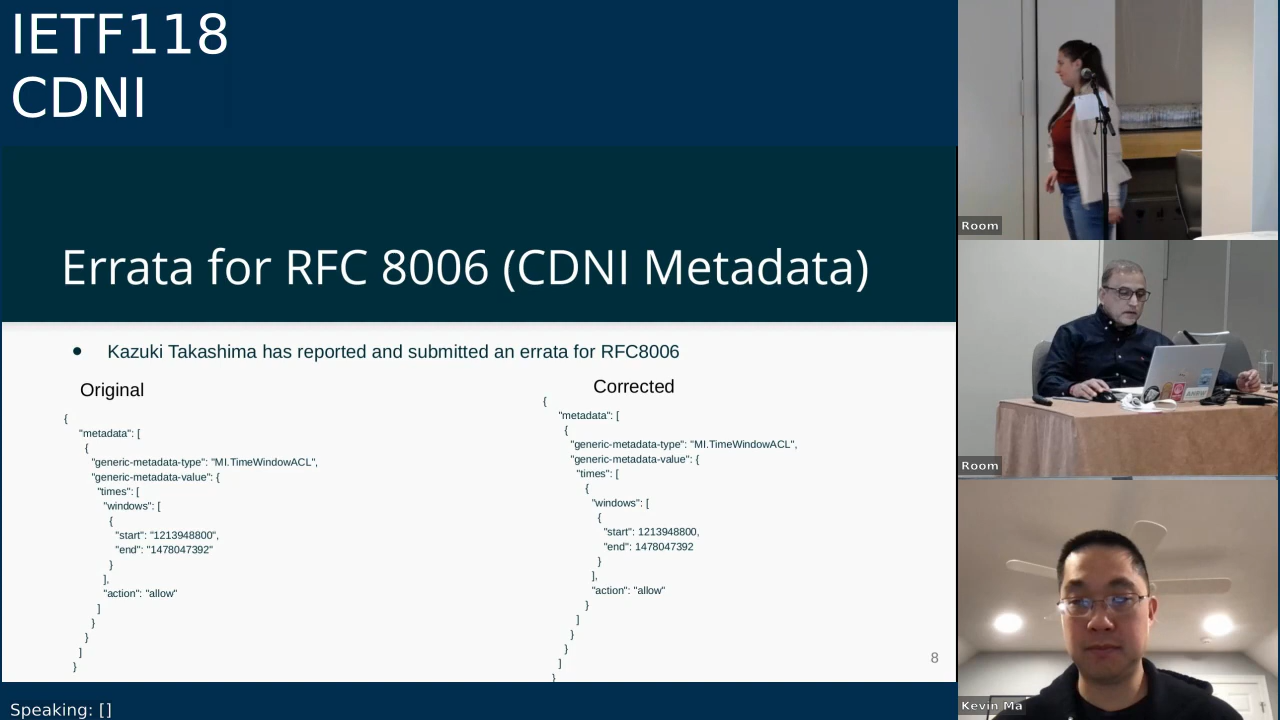 IETF118
CDNI
Errata for RFC 8006 (CDNI Metadata)
● Kazuki Takashima has reported and submitted an errata for RFC8006
Original
{
"metadata": [
{
"generic-metadata-type": "MI.TimeWindowACL",
"generic-metadata-value": {
"times": [
"windows": [
{
"start": "1213948800",
"end": "1478047392"
}
],
"action": "allow"
]
}
}
]
}
Corrected
{
"metadata": [
{
"generic-metadata-type": "MI.TimeWindowACL",
"generic-metadata-value": {
"times": [
{
"windows": [
{
"start": 1213948800,
"end": 1478047392
}
],
"action": "allow"
}
]
}
}
]
}
8
Speaking: []
Room
Room
Kevin Ma